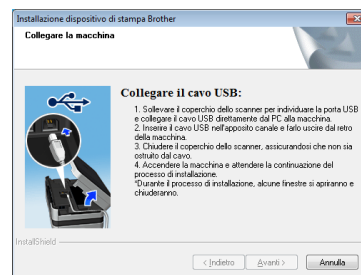 Installazione dispositivo di stampa Brother
Collegare la macchina
Collegare il cavo USB:
1. Sollevare il coperchio dello scanner per individuare la porta USB
e collegare il cavo USB direttamente dal PC alla macchina.
2. Inserire il cavo USB nell'apposito canale e farlo uscire dal retro
della macchina.
3. Chiudere il coperchio dello scanner, assicurandosi che non sia
ostruito dal cavo.
4. Accendere la macchina e attendere la continuazione del
processo di installazione.
*Durante il processo di installazione, alcune finestre si apriranno e
chiuderanno.
InstallShield
< Indietro
Avanti >
Annulla